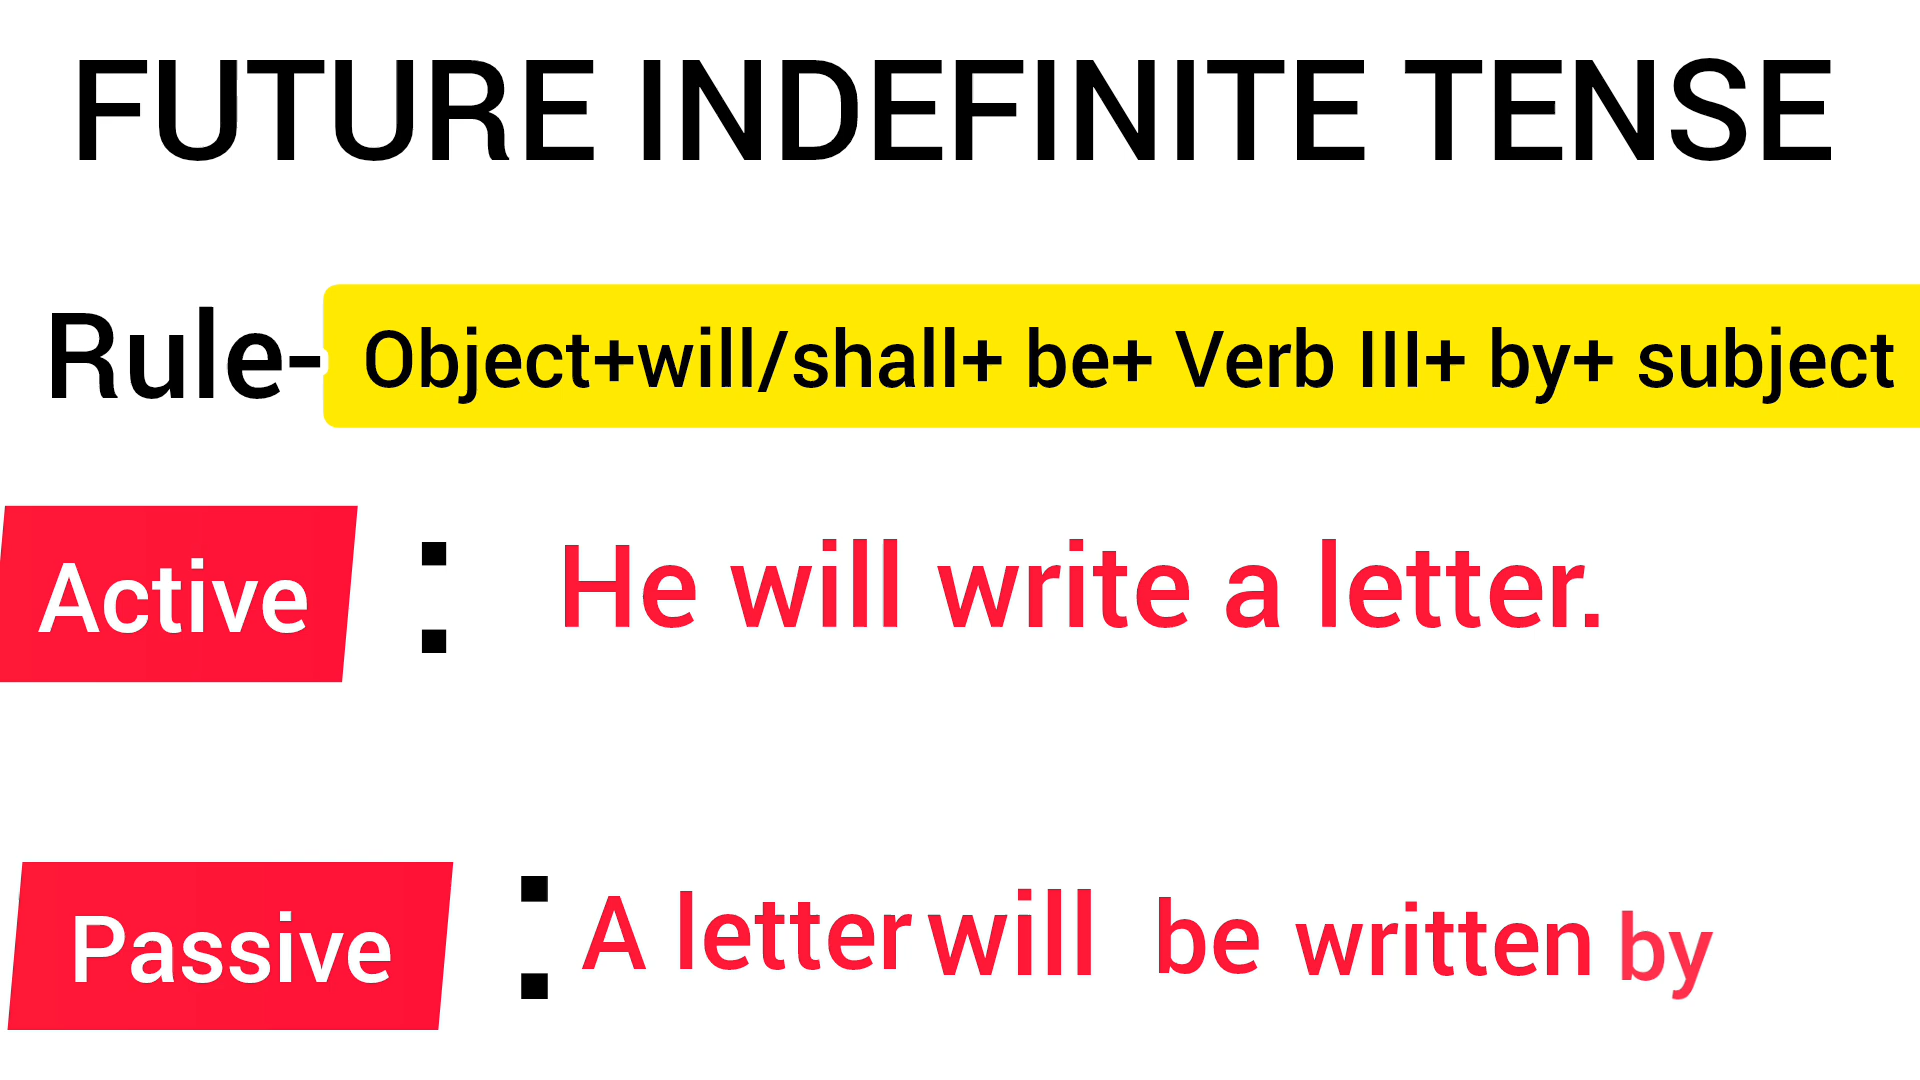 FUTURE INDEFINITE TENSE
Rule- Object+will/shall+ be+ Verb III+ by+ subject
Active : He will write a letter.
Passive : A letter will be written by